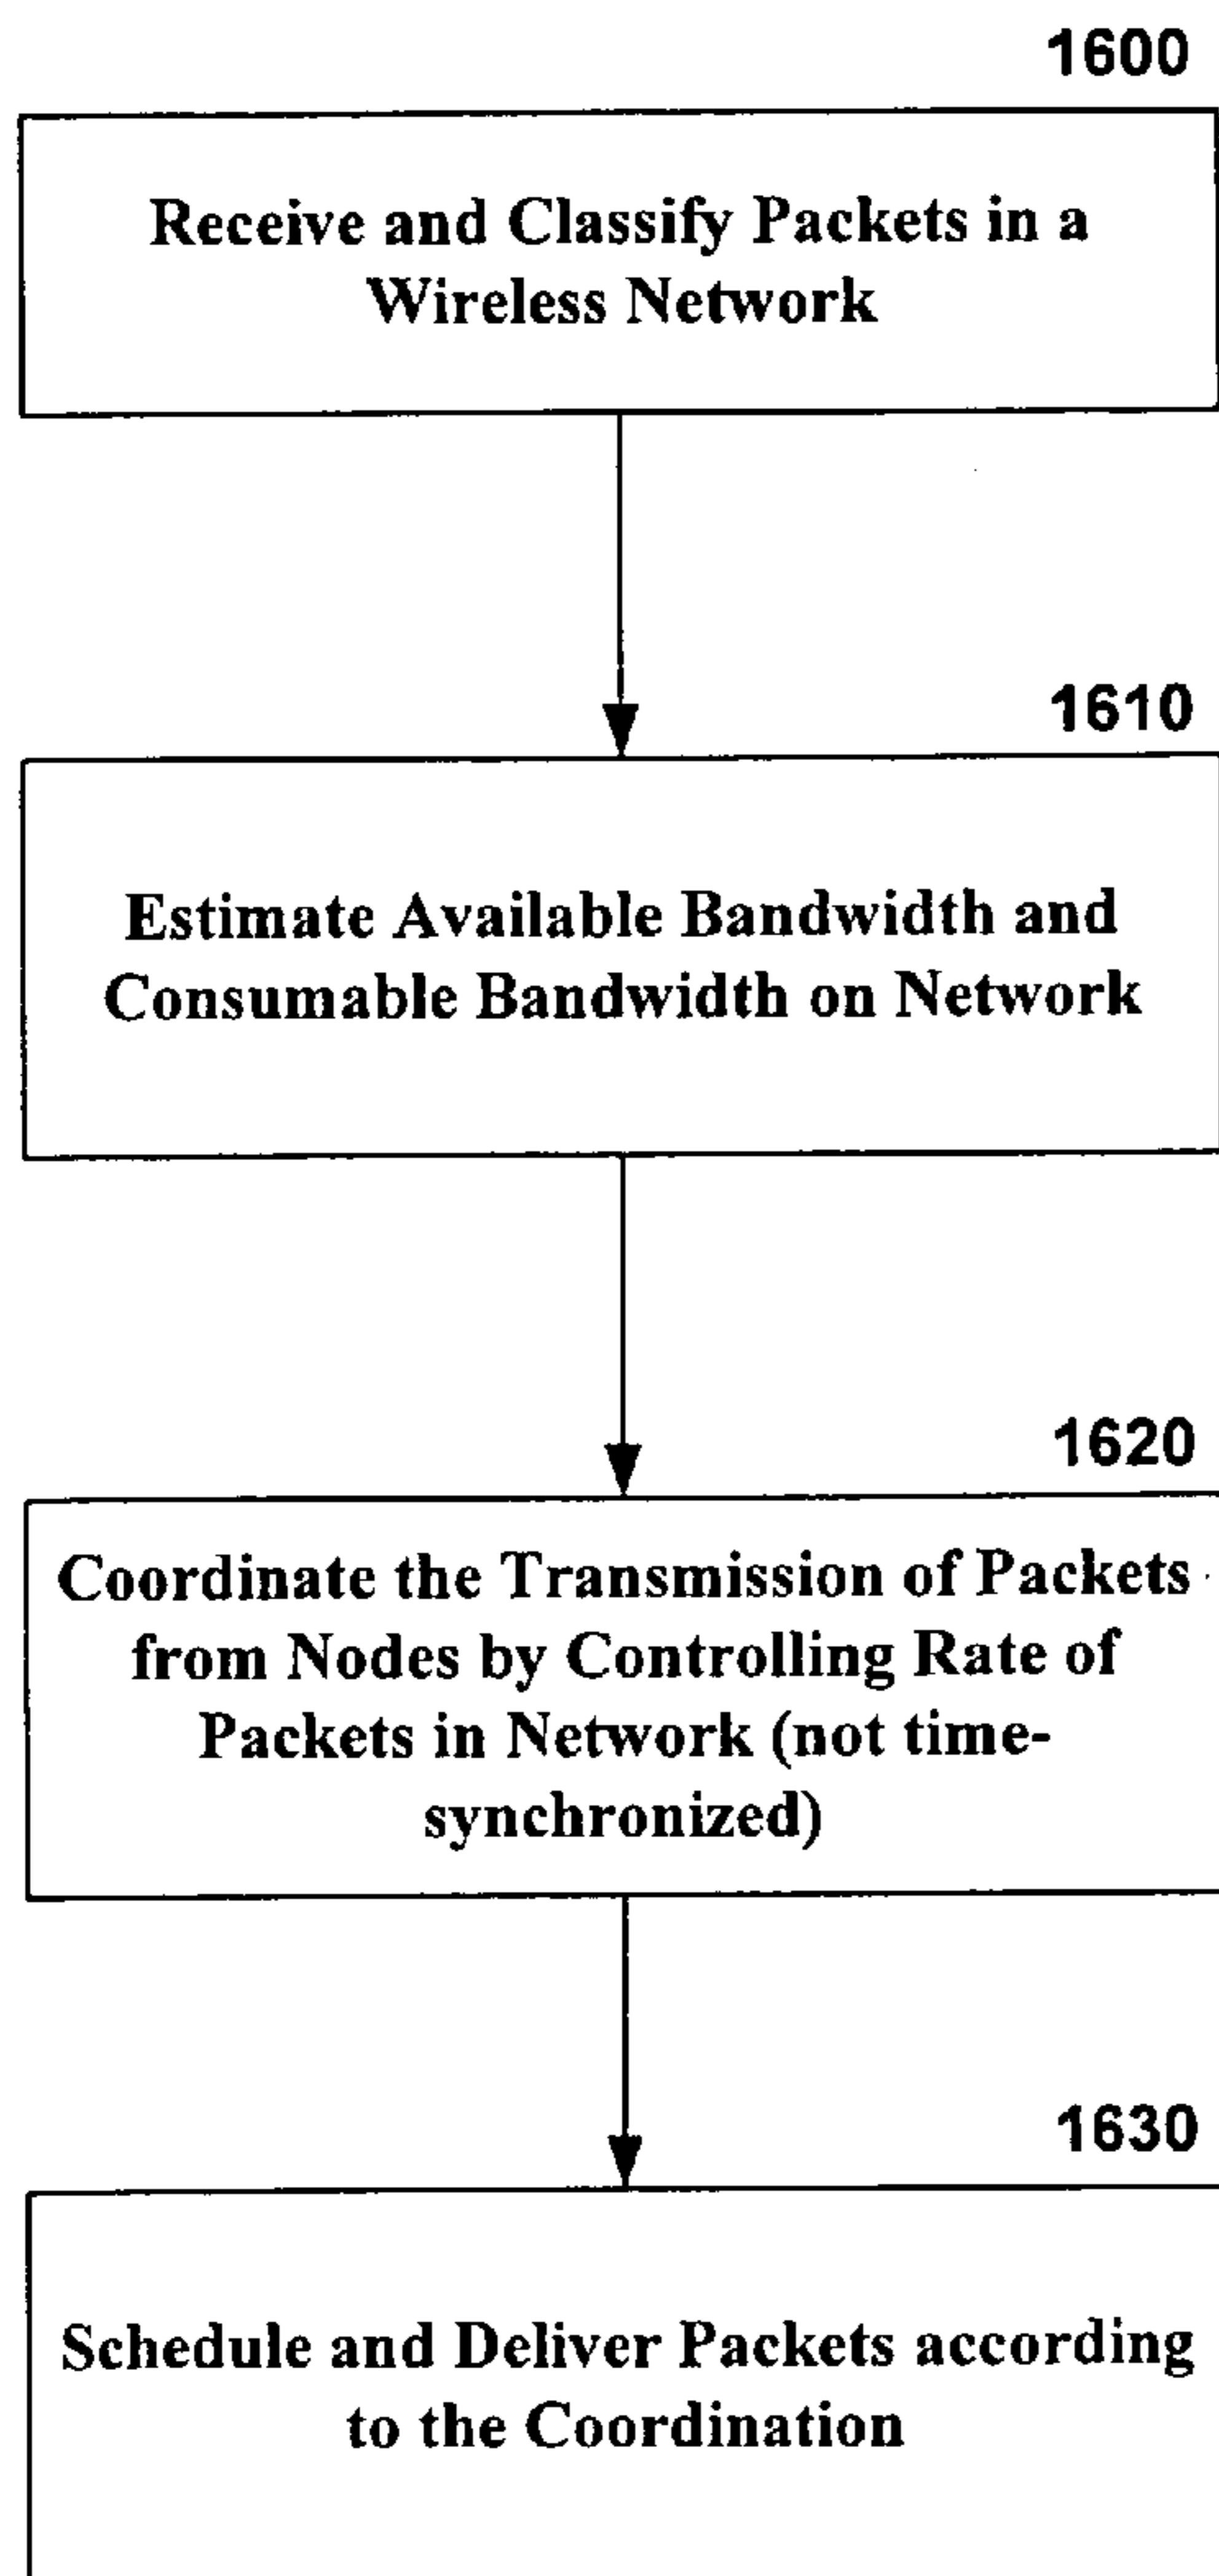 1600
Receive and Classify Packets in a
Wireless Network
1610
Estimate Available Bandwidth and
Consumable Bandwidth on Network
1620
Coordinate the Transmission of Packets
from Nodes by Controlling Rate of
Packets in Network (not time-
synchronized)
1630
Schedule and Deliver Packets according
to the Coordination